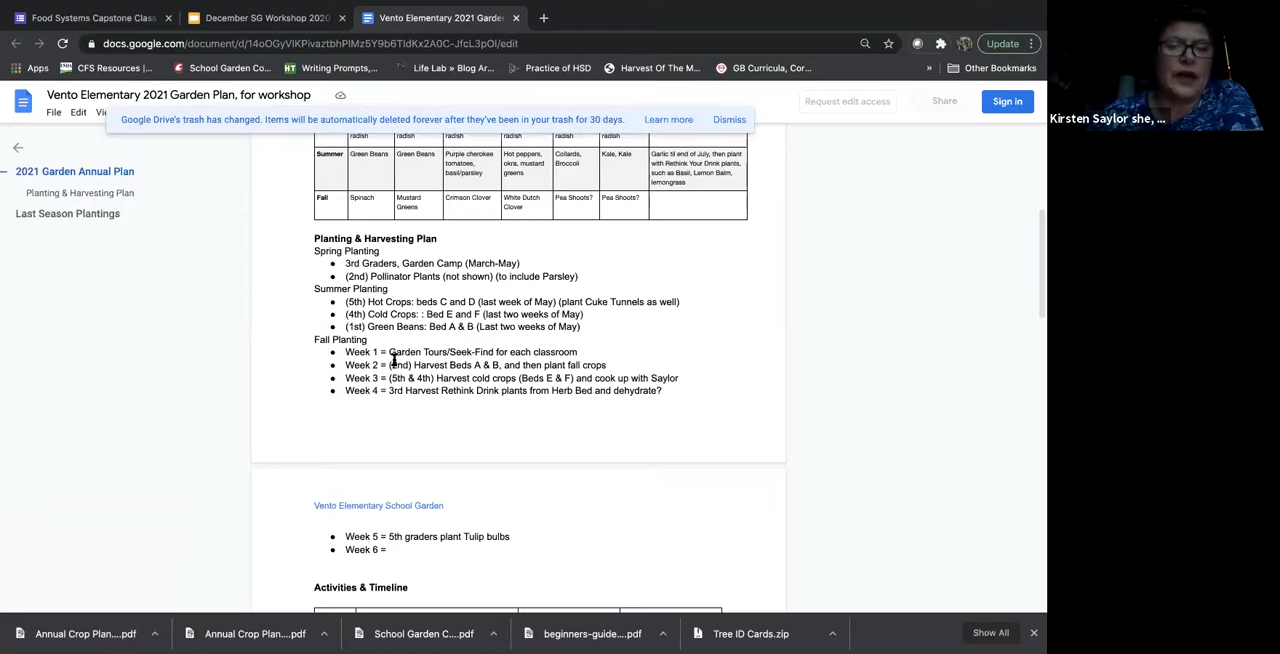 Food Systems Capstone Clas
December SG Workshop 2020
Vento Elementary 2021 Garden
docs.google.com/document/d/14oOGyVlKPivaztbhPlMz5Y9b6TldKx2A0C-JfcL3pOI/edit
Update
Apps
CFS Resources |...
School Garden Co...
Writing Prompts,...
Life Lab » Blog Ar...
Practice of HSD
Harvest Of The M...
GB Curricula, Cor...
»
Other Bookmarks
Vento Elementary 2021 Garden Plan, for workshop
Request edit access
Share
Sign in
File Edit
Google Drive's trash has changed. Items will be automatically deleted forever after they've been in your trash for 30 days. Learn more Dismiss
Kirsten Saylor she, ...
2021 Garden Annual Plan
Planting & Harvesting Plan
Last Season Plantings
radish radish radish radish radish radish
Summer Green Beans Green Beans Purple cherokee tomatoes, basil/parsley Hot peppers, okra, mustard greens Collards, Broccoli Kale, Kale Garlic til end of July, then plant with Rethink Your Drink plants, such as Basil, Lemon Balm, lemongrass
Fall Spinach Mustard Greens Crimson Clover White Dutch Clover Pea Shoots? Pea Shoots?
Planting & Harvesting Plan
Spring Planting
● 3rd Graders, Garden Camp (March-May)
● (2nd) Pollinator Plants (not shown) (to include Parsley)
Summer Planting
● (5th) Hot Crops: beds C and D (last week of May) (plant Cuke Tunnels as well)
● (4th) Cold Crops: : Bed E and F (last two weeks of May)
● (1st) Green Beans: Bed A & B (Last two weeks of May)
Fall Planting
● Week 1 = Garden Tours/Seek-Find for each classroom
● Week 2 = (2nd) Harvest Beds A & B, and then plant fall crops
● Week 3 = (5th & 4th) Harvest cold crops (Beds E & F) and cook up with Saylor
● Week 4 = 3rd Harvest Rethink Drink plants from Herb Bed and dehydrate?
Vento Elementary School Garden
● Week 5 = 5th graders plant Tulip bulbs
● Week 6 =
Activities & Timeline
Annual Crop Plan....pdf
Annual Crop Plan....pdf
School Garden C....pdf
beginners-guide....pdf
Tree ID Cards.zip
Show All